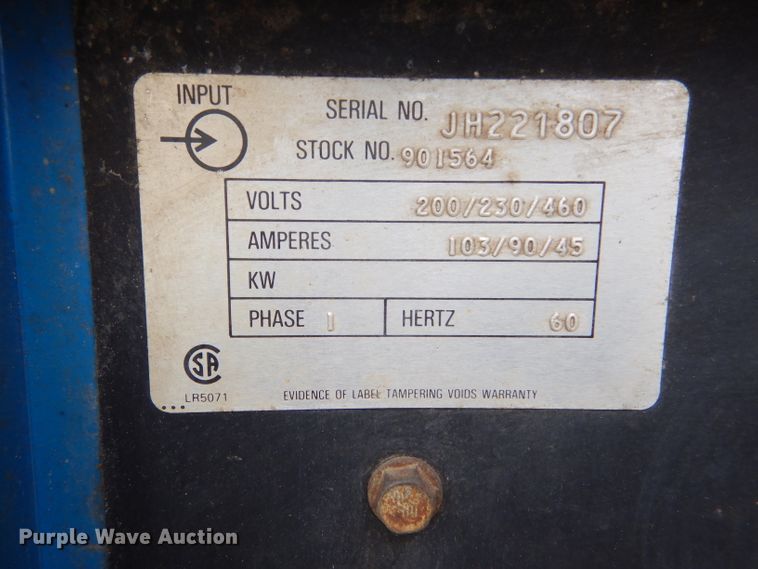 INPUT
SERIAL NO. JH221807
STOCK NO. 901564
VOLTS 200/230/460
AMPERES 103/90/45
KW
PHASE 1 HERTZ 60
CSA
LR5071
EVIDENCE OF LABEL TAMPERING VOIDS WARRANTY
Purple Wave Auction